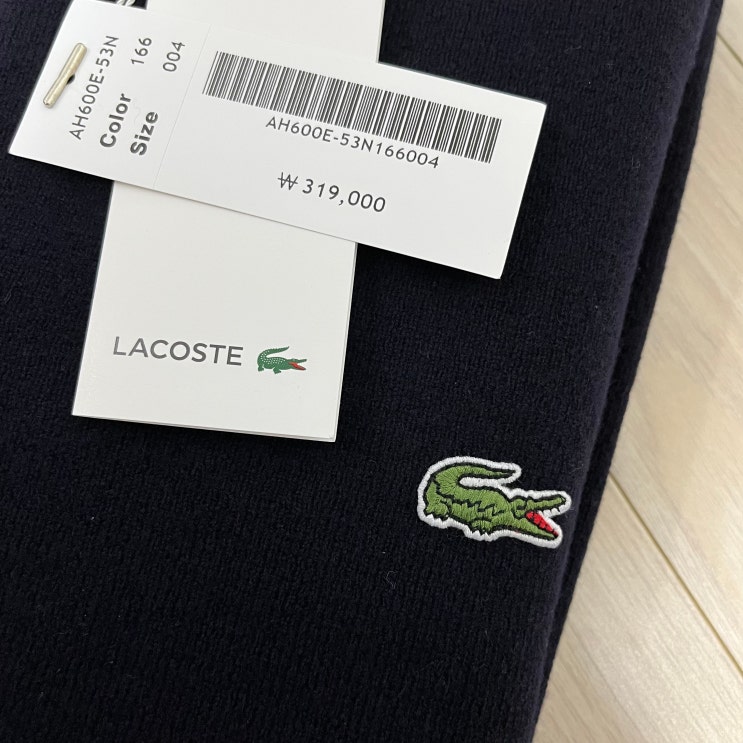 AH600E-53N
Color 166
Size 004
AH600E-53N166004
₩ 319,000
LACOSTE